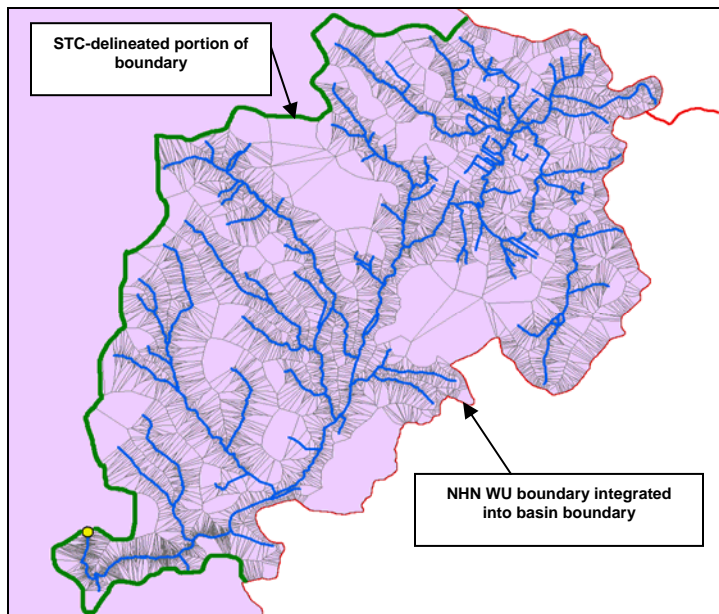 STC-delineated portion of
boundary
NHN WU boundary integrated
into basin boundary